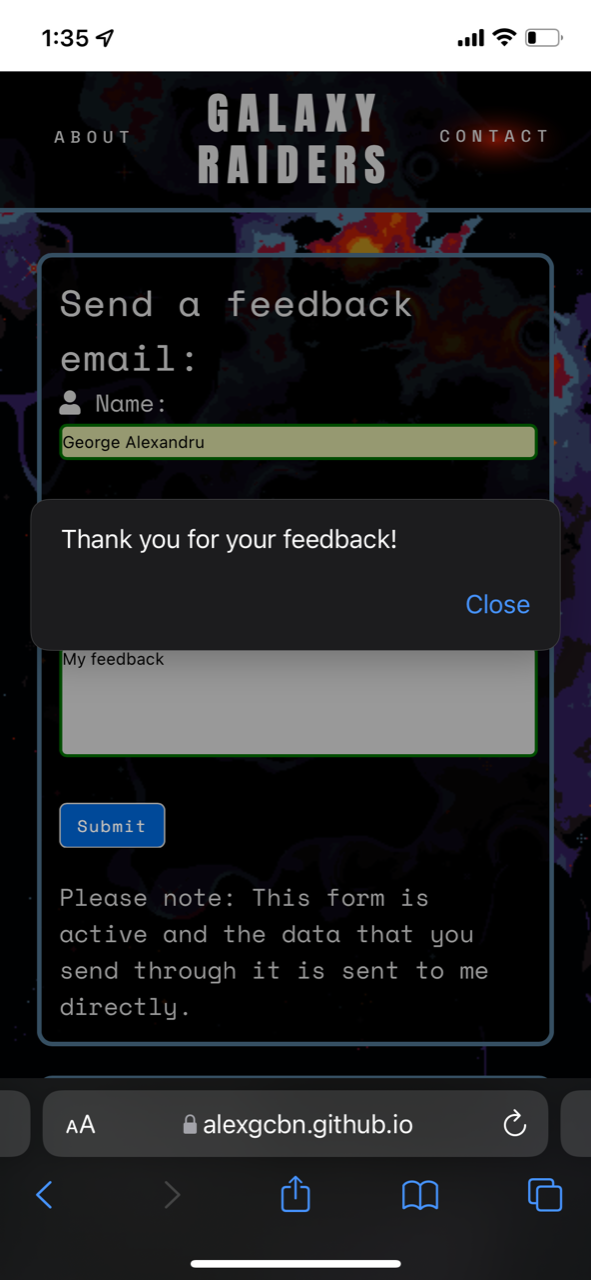 1:35
ABOUT
GALAXY
RAIDERS
CONTACT
Send a feedback
email:
Name:
George Alexandru
Thank you for your feedback!
Close
My feedback
Submit
Please note: This form is
active and the data that you
send through it is sent to me
directly.
AA
alexgcbn.github.io